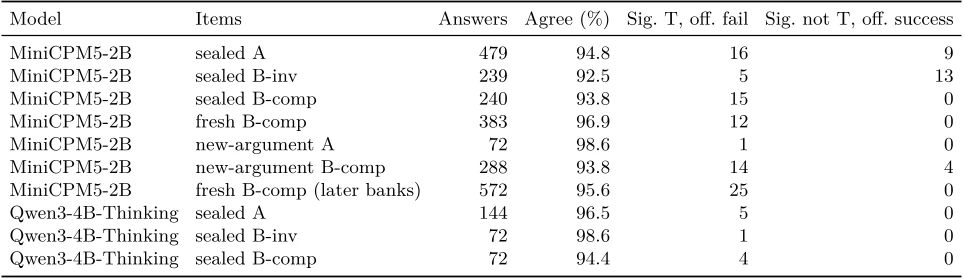 Model Items Answers Agree (%) Sig. T, off. fail Sig. not T, off. success
MiniCPM5-2B sealed A 479 94.8 16 9
MiniCPM5-2B sealed B-inv 239 92.5 5 13
MiniCPM5-2B sealed B-comp 240 93.8 15 0
MiniCPM5-2B fresh B-comp 383 96.9 12 0
MiniCPM5-2B new-argument A 72 98.6 1 0
MiniCPM5-2B new-argument B-comp 288 93.8 14 4
MiniCPM5-2B fresh B-comp (later banks) 572 95.6 25 0
Qwen3-4B-Thinking sealed A 144 96.5 5 0
Qwen3-4B-Thinking sealed B-inv 72 98.6 1 0
Qwen3-4B-Thinking sealed B-comp 72 94.4 4 0